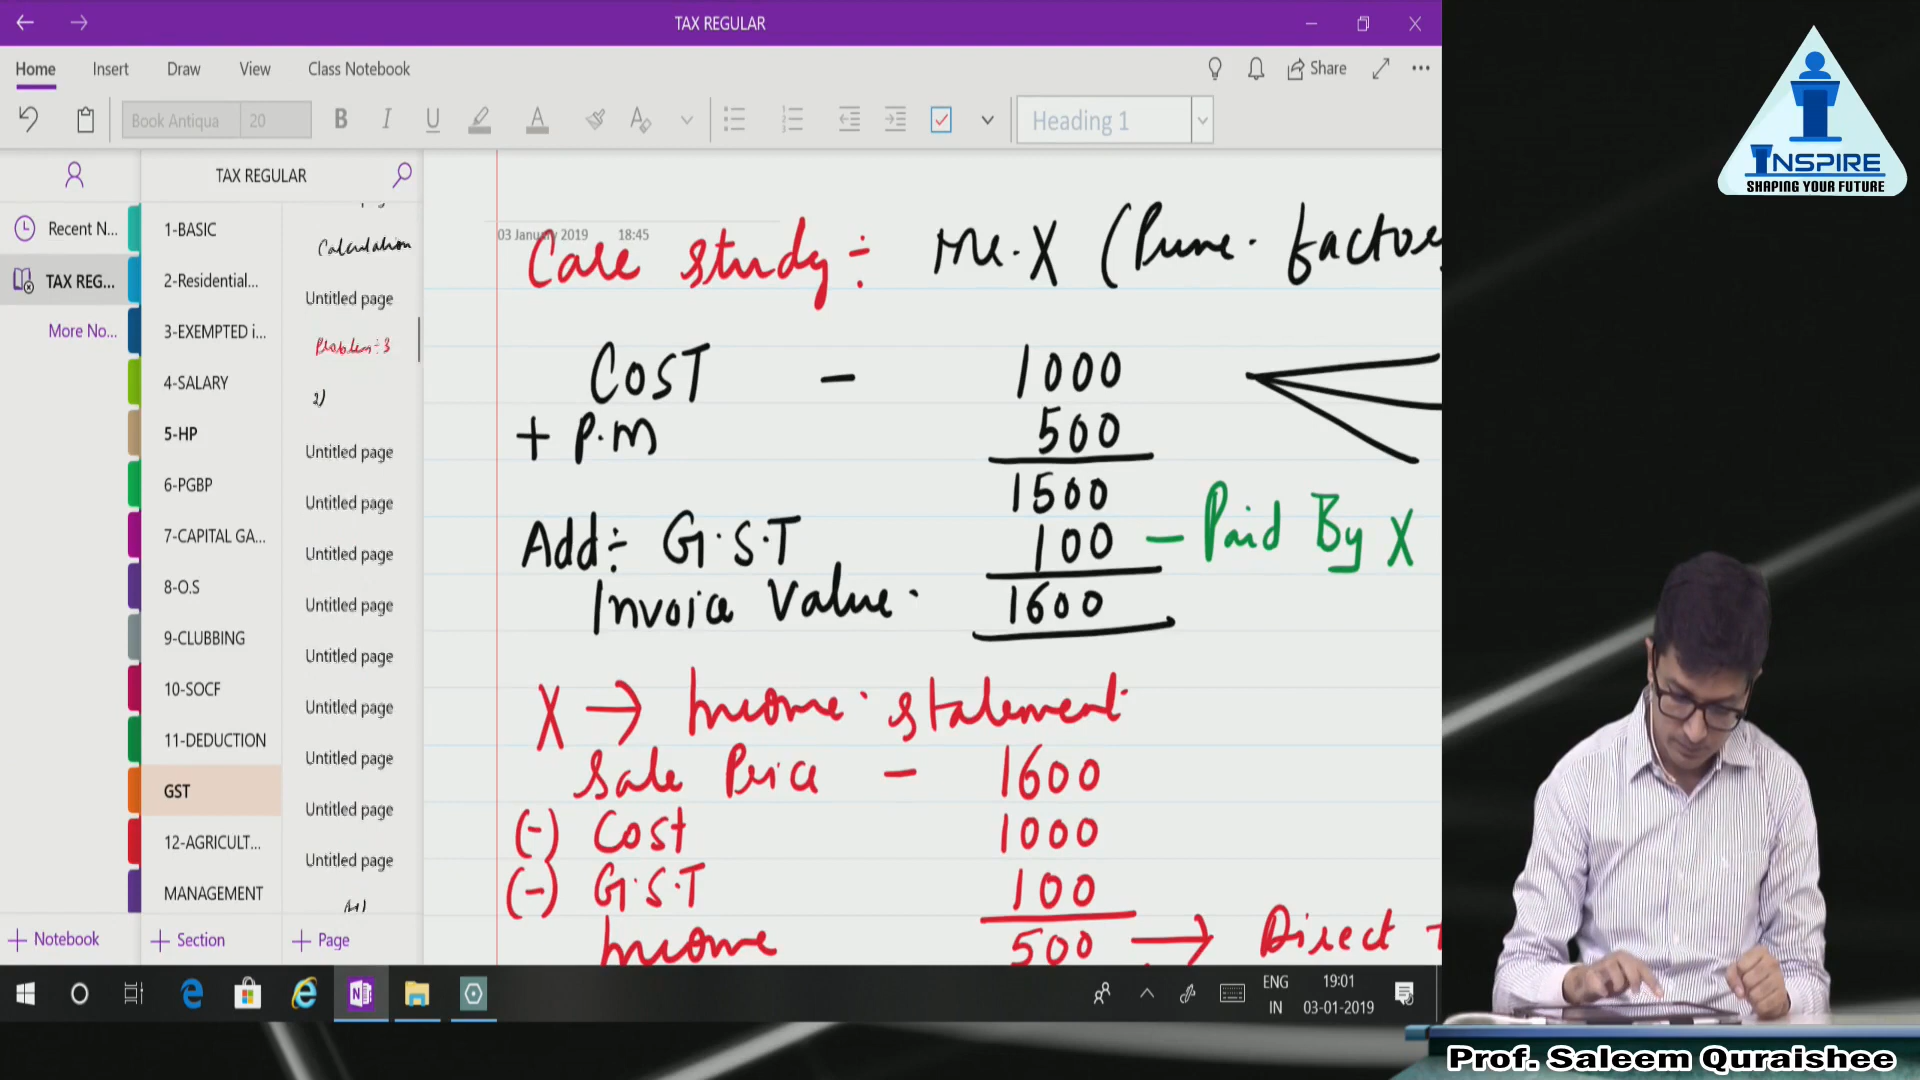 TAX REGULAR
Home Insert Draw View Class Notebook
Share
Book Antiqua 20 B I U A A Heading 1
TAX REGULAR
Recent N...
TAX REG...
More No...
1-BASIC
2-Residential...
3-EXEMPTED i...
4-SALARY
5-HP
6-PGBP
7-CAPITAL GA...
8-O.S
9-CLUBBING
10-SOCF
11-DEDUCTION
GST
12-AGRICULT...
MANAGEMENT
Calculation
Untitled page
Problem÷3
2)
Untitled page
Untitled page
Untitled page
Untitled page
Untitled page
Untitled page
Untitled page
Untitled page
Untitled page
+ Notebook + Section + Page
03 January 2019 18:45
Case study ÷ Mr. X (Pune. factory
COST - 1000
+ P.M 500
1500
Add÷ G.S.T 100 - Paid By X
Invoice Value. 1600
X → Income statement
Sale Price - 1600
(-) Cost 1000
(-) G.S.T 100
Income 500 → Direct
ENG
IN
19:01
03-01-2019
INSPIRE
SHAPING YOUR FUTURE
Prof. Saleem Quraishee